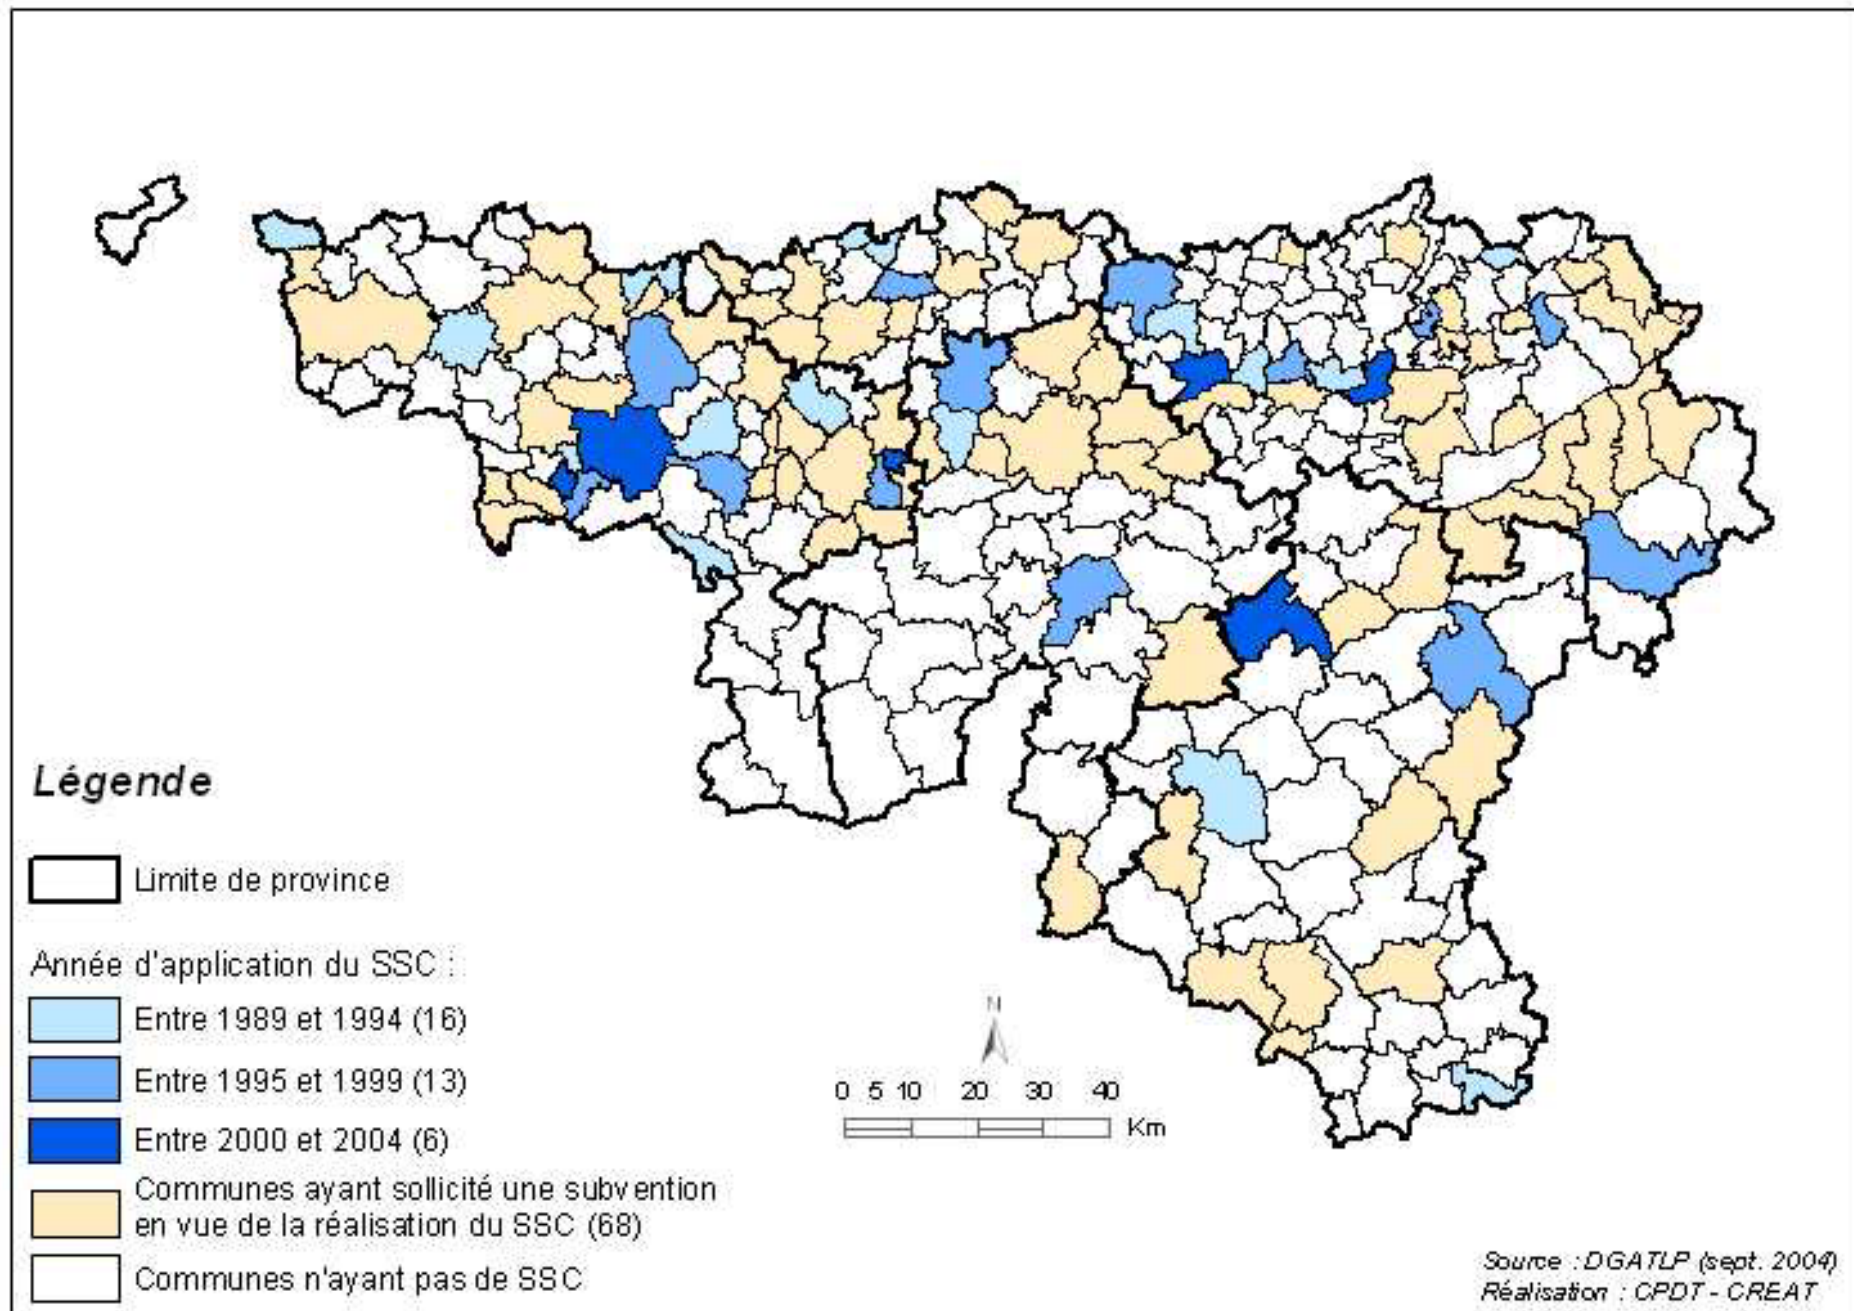 Légende
Limite de province
Année d'application du SSC :
Entre 1989 et 1994 (16)
Entre 1995 et 1999 (13)
Entre 2000 et 2004 (6)
Communes ayant sollicité une subvention
en vue de la réalisation du SSC (68)
Communes n'ayant pas de SSC
N
0 5 10 20 30 40
Km
Source : DGATLP (sept. 2004)
Réalisation : CPDT - CREAT